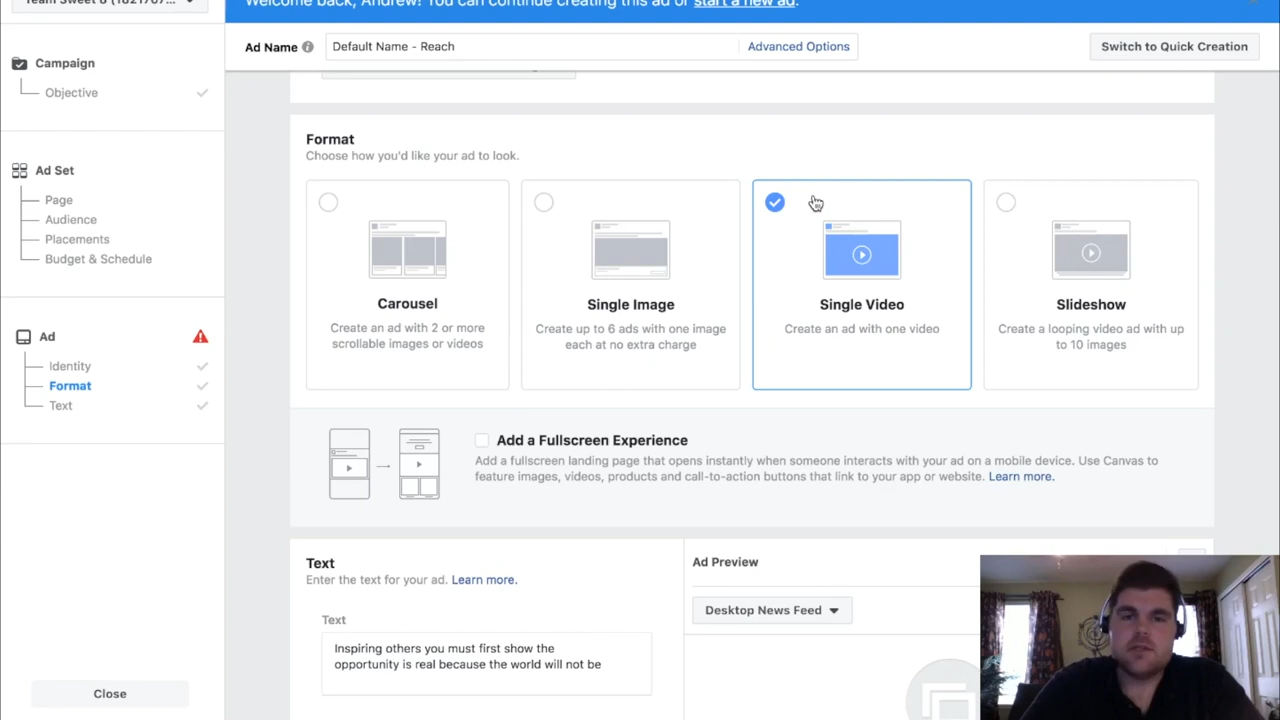 Team Sweet 8 (1821767...
Welcome back, Andrew! You can continue creating this ad or start a new ad.
Ad Name
Default Name - Reach
Advanced Options
Switch to Quick Creation
Campaign
Objective
Ad Set
Page
Audience
Placements
Budget & Schedule
Ad
Identity
Format
Text
Close
Format
Choose how you'd like your ad to look.
Carousel
Create an ad with 2 or more
scrollable images or videos
Single Image
Create up to 6 ads with one image
each at no extra charge
Single Video
Create an ad with one video
Slideshow
Create a looping video ad with up
to 10 images
Add a Fullscreen Experience
Add a fullscreen landing page that opens instantly when someone interacts with your ad on a mobile device. Use Canvas to
feature images, videos, products and call-to-action buttons that link to your app or website. Learn more.
Text
Enter the text for your ad. Learn more.
Text
Inspiring others you must first show the
opportunity is real because the world will not be
Ad Preview
Desktop News Feed